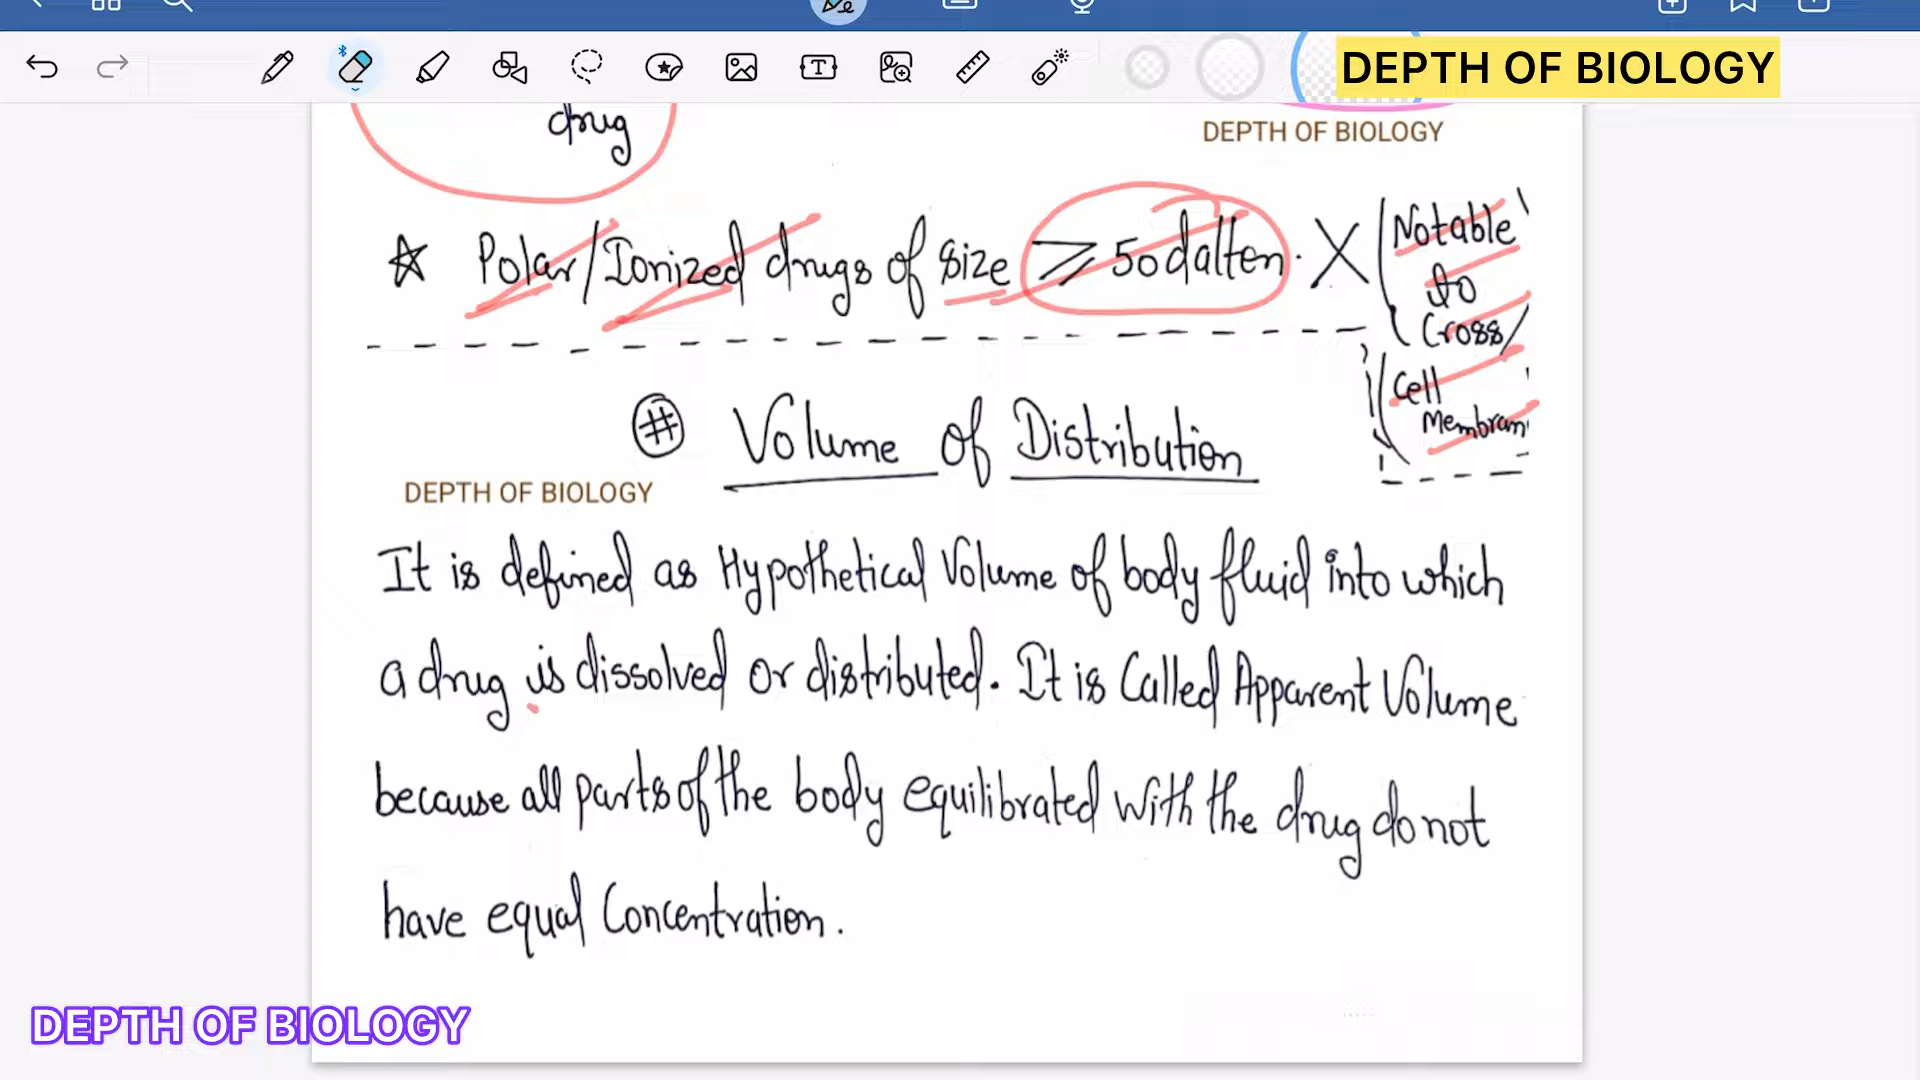 DEPTH OF BIOLOGY
drug
DEPTH OF BIOLOGY
☆ Polar/Ionized drugs of size ⩾ 50 dalton. X (Notable
to
Cross
Cell
Membran
# Volume of Distribution
DEPTH OF BIOLOGY
It is defined as Hypothetical Volume of body fluid into which
a drug is dissolved or distributed. It is Called Apparent Volume
because all parts of the body equilibrated with the drug do not
have equal Concentration.
DEPTH OF BIOLOGY